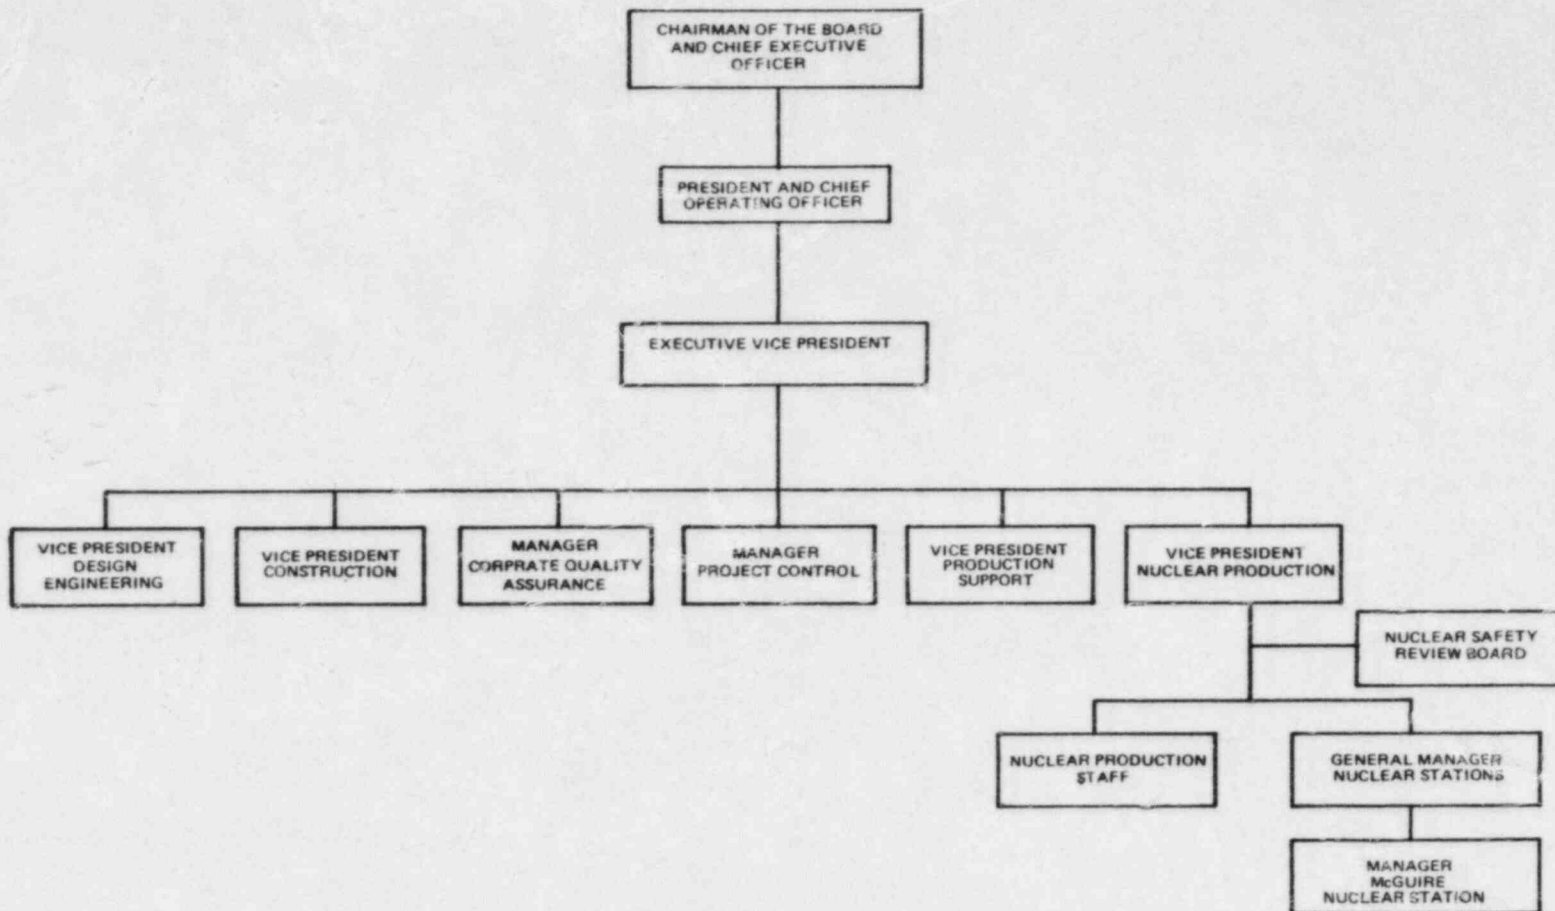 CHAIRMAN OF THE BOARD
AND CHIEF EXECUTIVE
OFFICER
PRESIDENT AND CHIEF
OPERATING OFFICER
EXECUTIVE VICE PRESIDENT
VICE PRESIDENT
DESIGN
ENGINEERING
VICE PRESIDENT
CONSTRUCTION
MANAGER
CORPRATE QUALITY
ASSURANCE
MANAGER
PROJECT CONTROL
VICE PRESIDENT
PRODUCTION
SUPPORT
VICE PRESIDENT
NUCLEAR PRODUCTION
NUCLEAR SAFETY
REVIEW BOARD
NUCLEAR PRODUCTION
STAFF
GENERAL MANAGER
NUCLEAR STATIONS
MANAGER
McGUIRE
NUCLEAR STATION